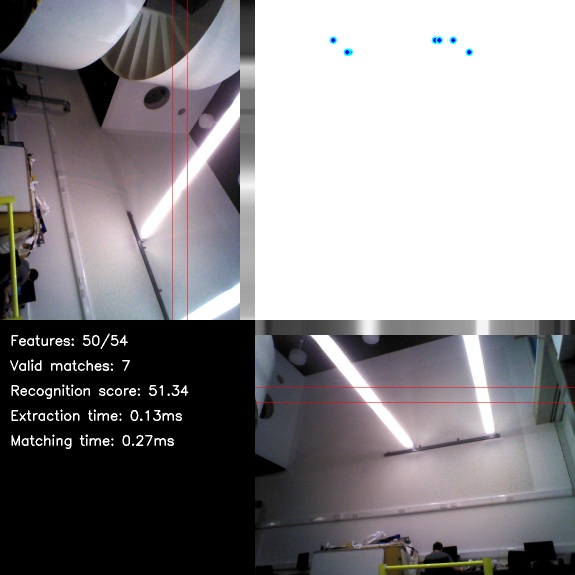 Features: 50/54
Valid matches: 7
Recognition score: 51.34
Extraction time: 0.13ms
Matching time: 0.27ms